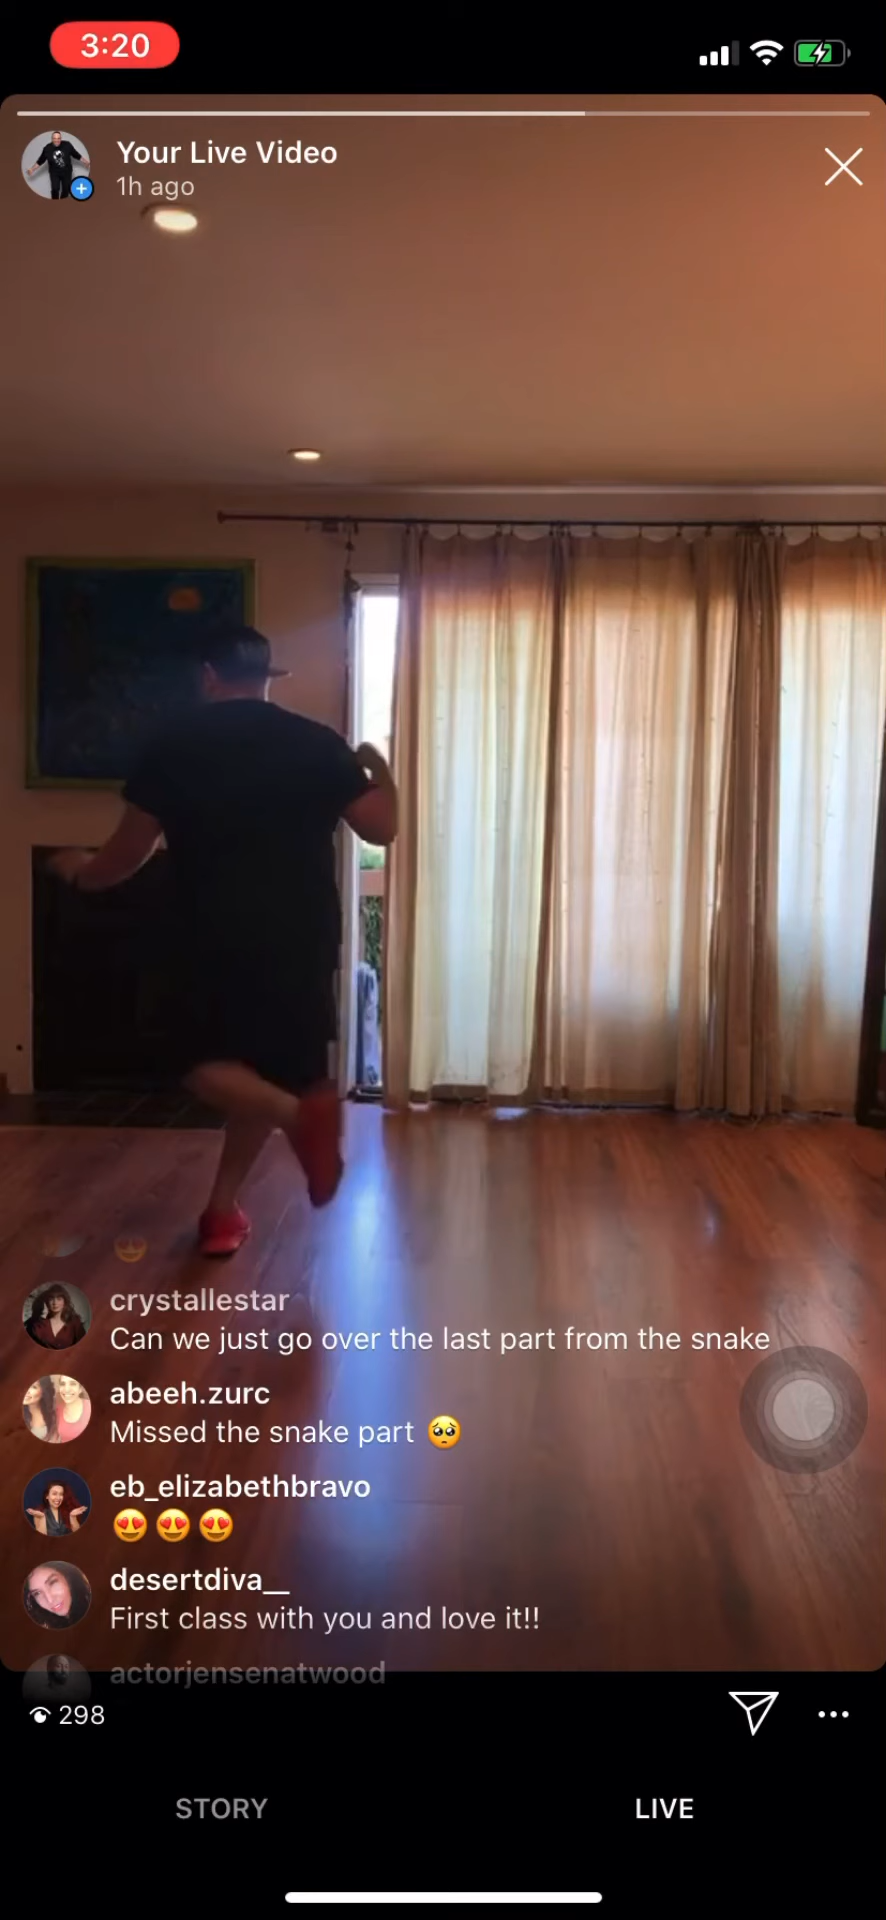 3:20
Your Live Video
1h ago
crystallestar
Can we just go over the last part from the snake
abeeh.zurc
Missed the snake part 🥺
eb_elizabethbravo
😍😍😍
desertdiva__
First class with you and love it!!
actorjensenatwood
298
STORY
LIVE